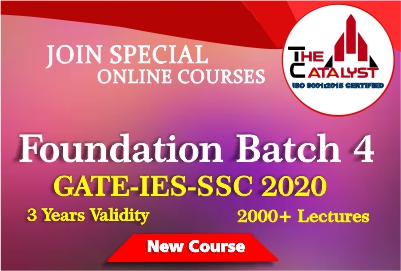 JOIN SPECIAL
ONLINE COURSES
THE
CATALYST
ISO 9001:2015 CERTIFIED
Foundation Batch 4
GATE-IES-SSC 2020
3 Years Validity
2000+ Lectures
New Course